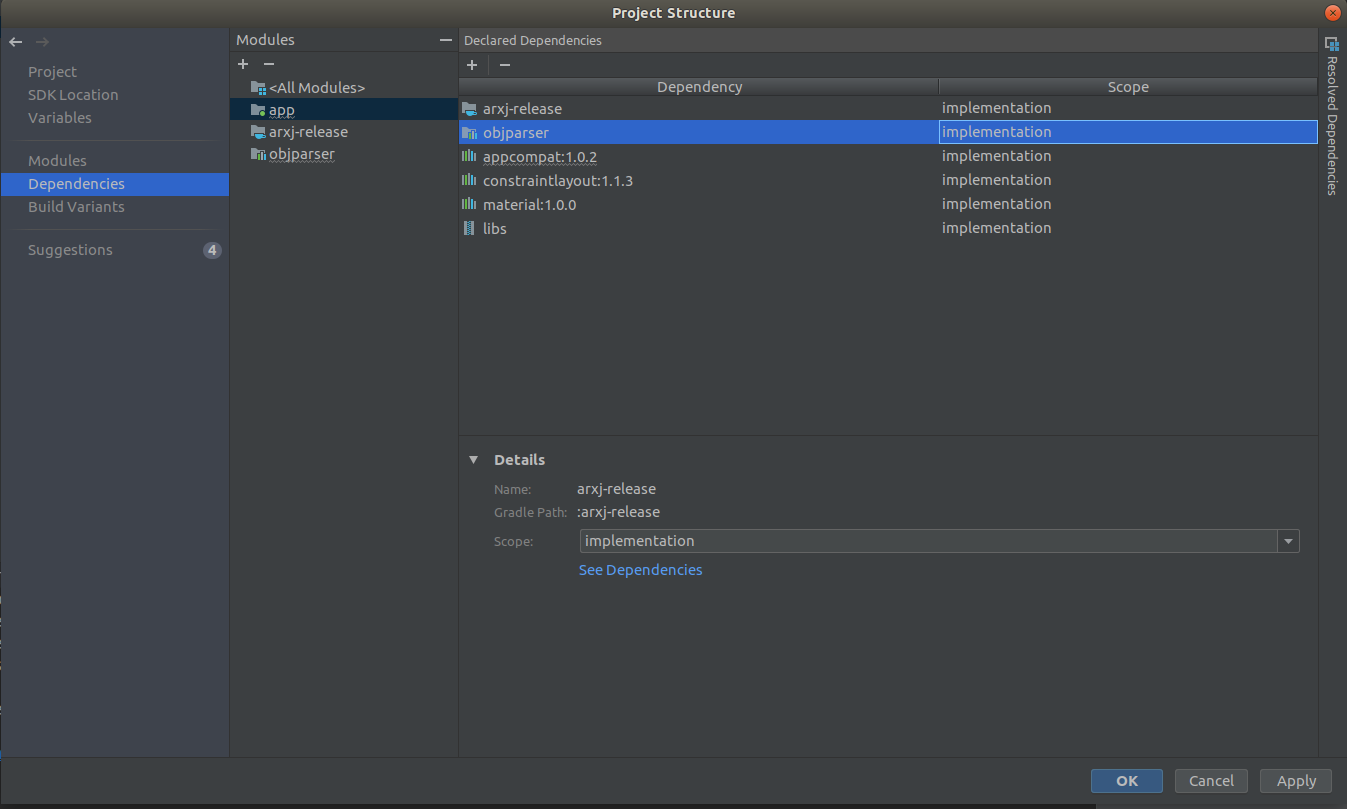 Project Structure
Project
SDK Location
Variables
Modules
Dependencies
Build Variants
Suggestions
4
Modules
<All Modules>
app
arxj-release
objparser
Declared Dependencies
Dependency Scope
arxj-release implementation
objparser implementation
appcompat:1.0.2 implementation
constraintlayout:1.1.3 implementation
material:1.0.0 implementation
libs implementation
Details
Name: arxj-release
Gradle Path: :arxj-release
Scope: implementation
See Dependencies
Resolved Dependencies
OK Cancel Apply